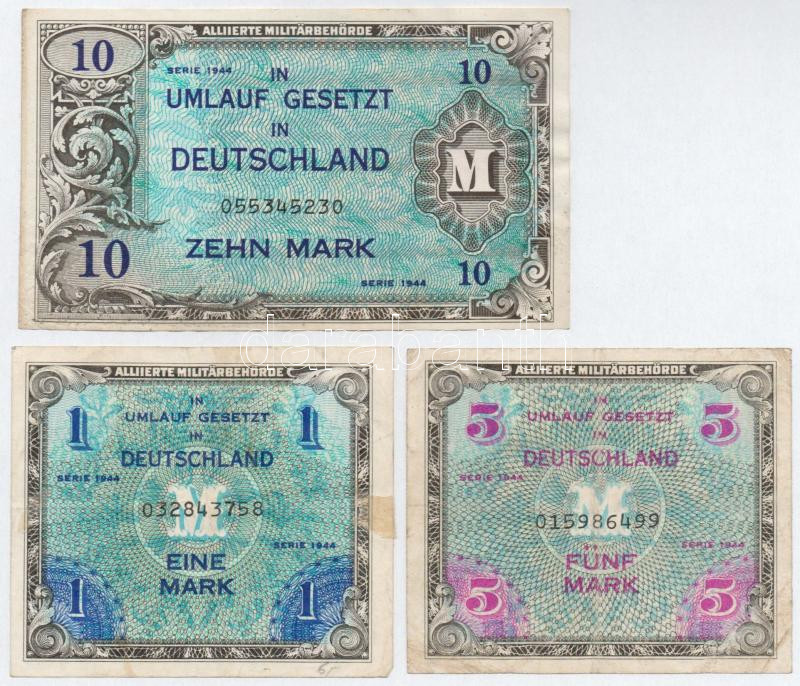 ALLIIERTE MILITÄRBEHÖRDE
10
SERIE 1944
IN
10
UMLAUF GESETZT
IN
DEUTSCHLAND
M
055345230
ZEHN MARK
10
SERIE 1944
10
darabanth
ALLIIERTE MILITÄRBEHÖRDE
1
IN
1
UMLAUF GESETZT
IN
DEUTSCHLAND
SERIE 1944
M
032843758
SERIE 1944
EINE
MARK
1
1
ALLIIERTE MILITÄRBEHÖRDE
5
IN
5
UMLAUF GESETZT
IN
DEUTSCHLAND
SERIE 1944
M
015986499
SERIE 1944
FÜNF
MARK
5
5